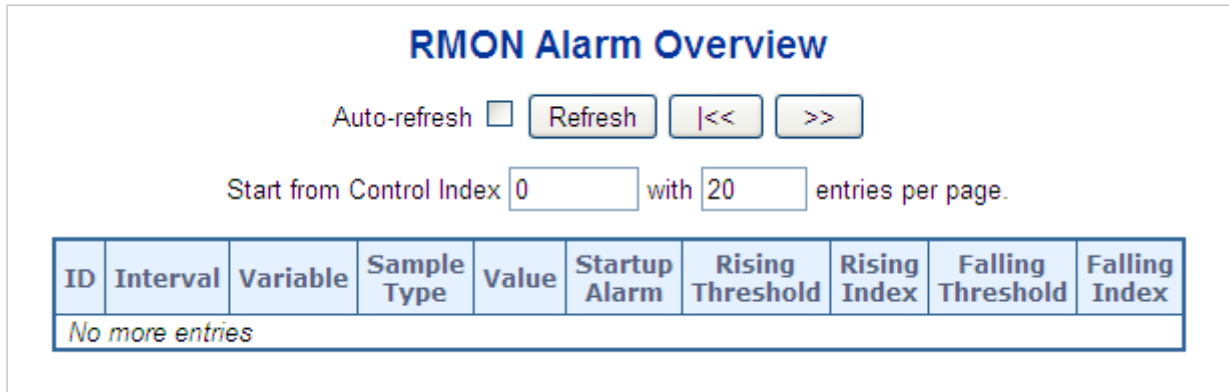 RMON Alarm Overview
Auto-refresh Refresh |<< >>
Start from Control Index 0 with 20 entries per page.
ID Interval Variable Sample Type Value Startup Alarm Rising Threshold Rising Index Falling Threshold Falling Index
No more entries